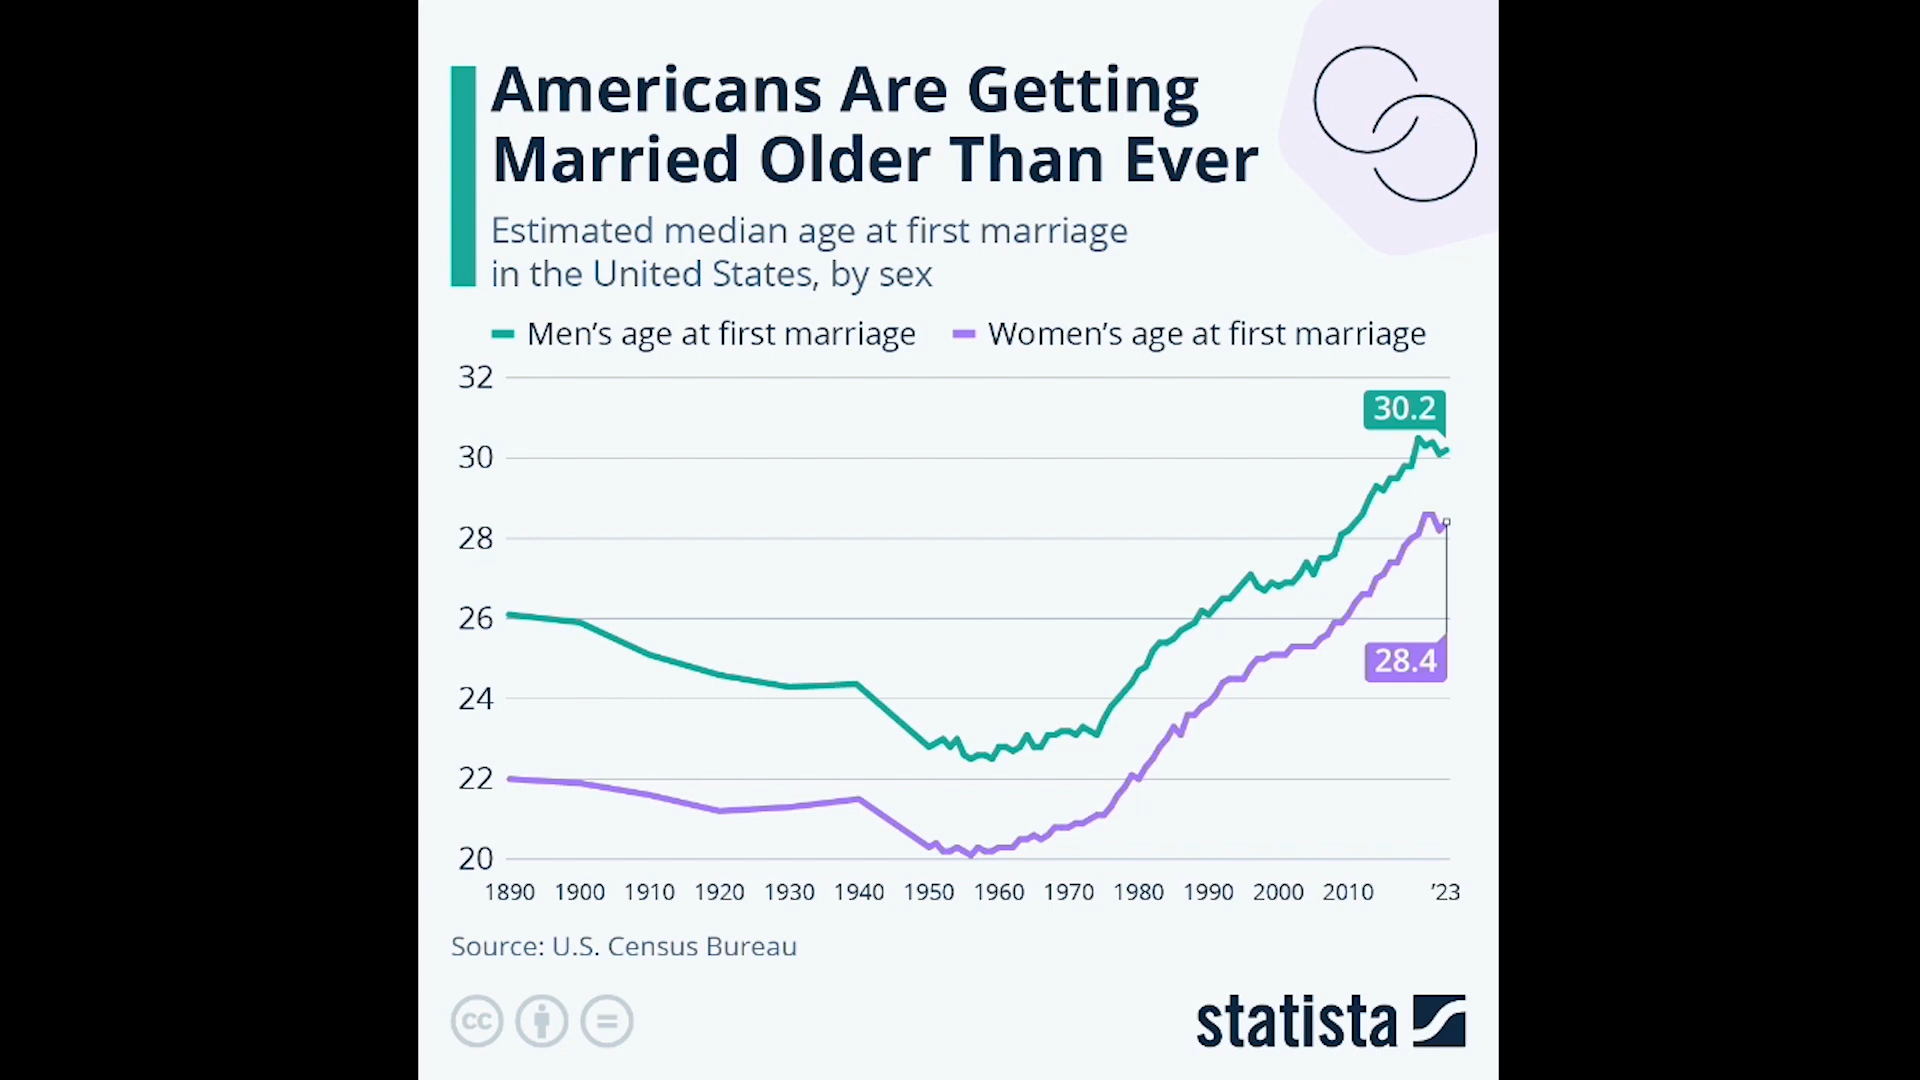 Americans Are Getting
Married Older Than Ever
Estimated median age at first marriage
in the United States, by sex
Men's age at first marriage Women's age at first marriage
32
30.2
30
28
26
28.4
24
22
20
1890 1900 1910 1920 1930 1940 1950 1960 1970 1980 1990 2000 2010 '23
Source: U.S. Census Bureau
cc
statista